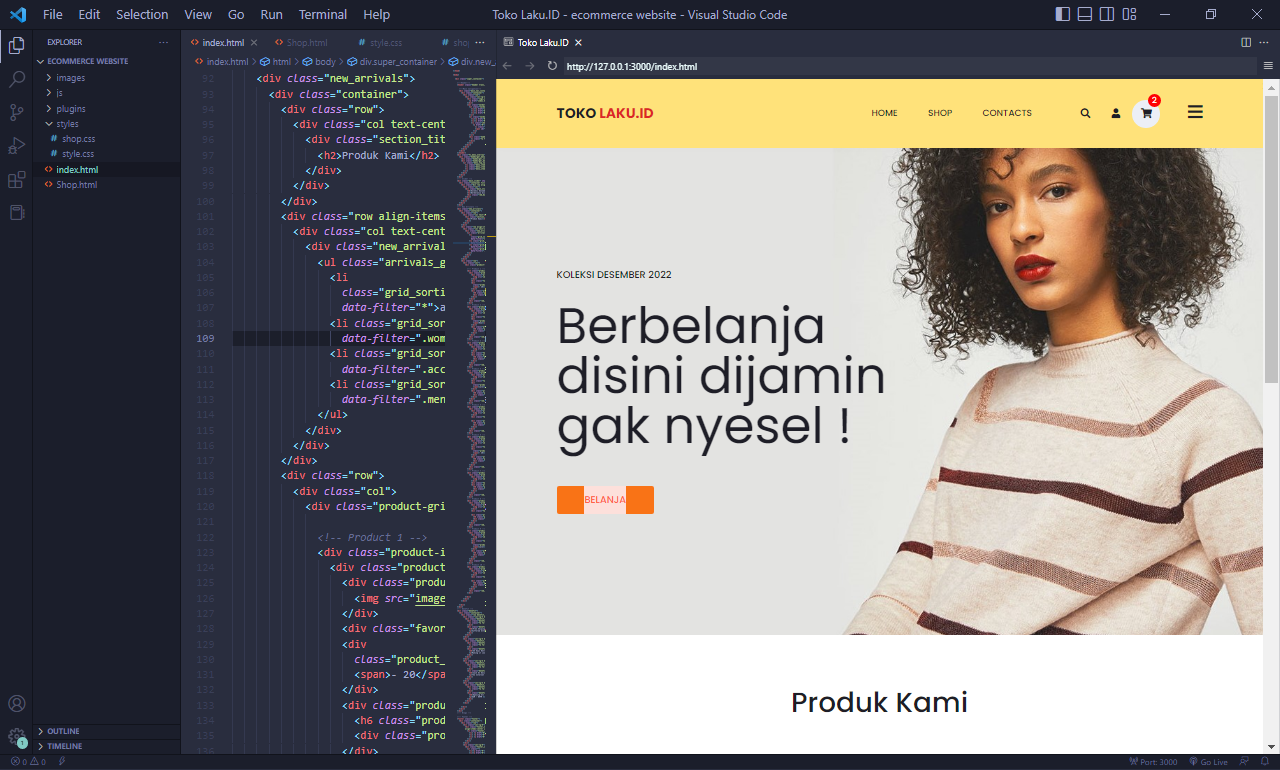 File Edit Selection View Go Run Terminal Help
Toko Laku.ID - ecommerce website - Visual Studio Code
EXPLORER
ECOMMERCE WEBSITE
images
js
plugins
styles
shop.css
style.css
index.html
Shop.html
OUTLINE
TIMELINE
index.html Shop.html style.css
index.html > html > body > div.super_container > div.new_
92 <div class="new_arrivals">
93 <div class="container">
94 <div class="row">
95 <div class="col text-cent
96 <div class="section_tit
97 <h2>Produk Kami</h2>
98 </div>
99 </div>
100 </div>
101 <div class="row align-items
102 <div class="col text-cent
103 <div class="new_arrival
104 <ul class="arrivals_g
105 <li
106 class="grid_sorti
107 data-filter="*">a
108 <li class="grid_sor
109 data-filter=".wom
110 <li class="grid_sor
111 data-filter=".acc
112 <li class="grid_sor
113 data-filter=".men
114 </ul>
115 </div>
116 </div>
117 </div>
118 <div class="row">
119 <div class="col">
120 <div class="product-gri
121
122 <!-- Product 1 -->
123 <div class="product-i
124 <div class="product
125 <div class="produ
126 <img src="image
127 </div>
128 <div class="favor
129 <div
130 class="product_
131 <span>- 20</spa
132 </div>
133 <div class="produ
134 <h6 class="prod
135 <div class="pro
136 </div>
Toko Laku.ID
http://127.0.0.1:3000/index.html
TOKO LAKU.ID
HOME SHOP CONTACTS
2
KOLEKSI DESEMBER 2022
Berbelanja
disini dijamin
gak nyesel !
BELANJA
Produk Kami
1
0 0
Port: 3000 Go Live